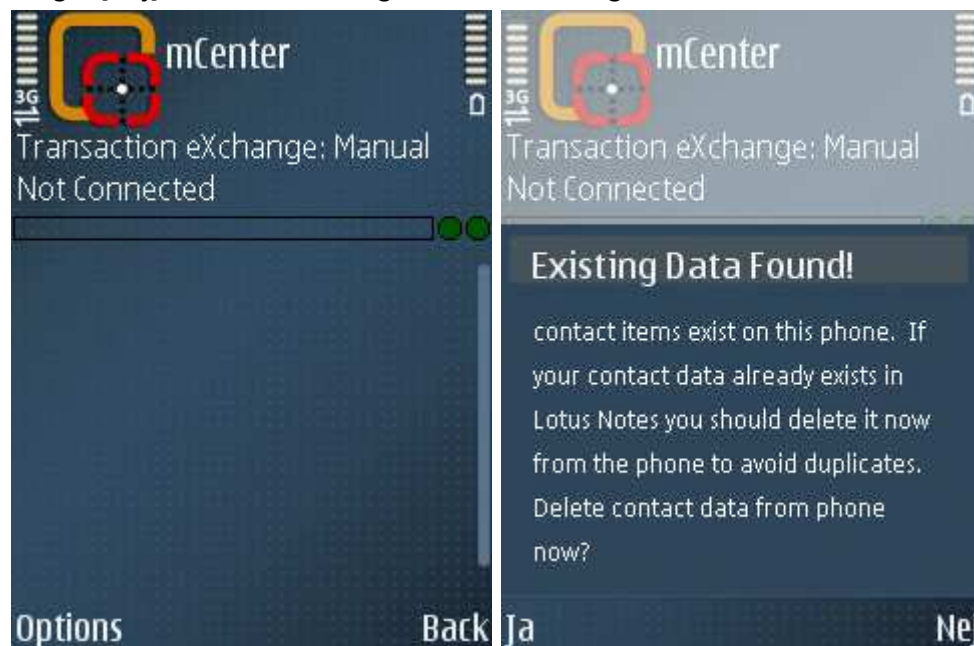 mCenter
3G
Transaction eXchange: Manual
Not Connected
Options
Back
mCenter
3G
Transaction eXchange: Manual
Not Connected
Existing Data Found!
contact items exist on this phone. If
your contact data already exists in
Lotus Notes you should delete it now
from the phone to avoid duplicates.
Delete contact data from phone
now?
Ja